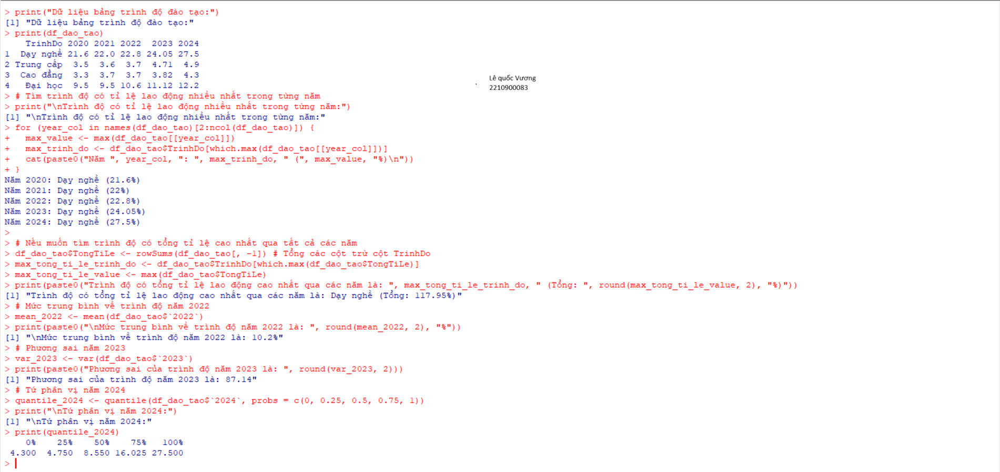 > print("Dữ liệu bảng trình độ đào tạo:")
[1] "Dữ liệu bảng trình độ đào tạo:"
> print(df_dao_tao)
    TrinhDo 2020 2021 2022  2023 2024
1  Dạy nghề 21.6 22.0 22.8 24.05 27.5
2 Trung cấp  3.5  3.6  3.7  4.71  4.9
3  Cao đẳng  3.3  3.7  3.7  3.82  4.3
4   Đại học  9.5  9.5 10.6 11.12 12.2
Lê quốc Vương
2210900083
> # Tìm trình độ có tỉ lệ lao động nhiều nhất trong từng năm
> print("\nTrình độ có tỉ lệ lao động nhiều nhất trong từng năm:")
[1] "\nTrình độ có tỉ lệ lao động nhiều nhất trong từng năm:"
> for (year_col in names(df_dao_tao)[2:ncol(df_dao_tao)]) {
+   max_value <- max(df_dao_tao[[year_col]])
+   max_trinh_do <- df_dao_tao$TrinhDo[which.max(df_dao_tao[[year_col]])]
+   cat(paste0("Năm ", year_col, ": ", max_trinh_do, " (", max_value, "%)\n"))
+ }
Năm 2020: Dạy nghề (21.6%)
Năm 2021: Dạy nghề (22%)
Năm 2022: Dạy nghề (22.8%)
Năm 2023: Dạy nghề (24.05%)
Năm 2024: Dạy nghề (27.5%)
>
> # Nếu muốn tìm trình độ có tổng tỉ lệ cao nhất qua tất cả các năm
> df_dao_tao$TongTiLe <- rowSums(df_dao_tao[, -1]) # Tổng các cột trừ cột TrinhDo
> max_tong_ti_le_trinh_do <- df_dao_tao$TrinhDo[which.max(df_dao_tao$TongTiLe)]
> max_tong_ti_le_value <- max(df_dao_tao$TongTiLe)
> print(paste0("Trình độ có tổng tỉ lệ lao động cao nhất qua các năm là: ", max_tong_ti_le_trinh_do, " (Tổng: ", round(max_tong_ti_le_value, 2), "%)"))
[1] "Trình độ có tổng tỉ lệ lao động cao nhất qua các năm là: Dạy nghề (Tổng: 117.95%)"
> # Mức trung bình về trình độ năm 2022
> mean_2022 <- mean(df_dao_tao$`2022`)
> print(paste0("\nMức trung bình về trình độ năm 2022 là: ", round(mean_2022, 2), "%"))
[1] "\nMức trung bình về trình độ năm 2022 là: 10.2%"
> # Phương sai năm 2023
> var_2023 <- var(df_dao_tao$`2023`)
> print(paste0("Phương sai của trình độ năm 2023 là: ", round(var_2023, 2)))
[1] "Phương sai của trình độ năm 2023 là: 87.14"
> # Tứ phân vị năm 2024
> quantile_2024 <- quantile(df_dao_tao$`2024`, probs = c(0, 0.25, 0.5, 0.75, 1))
> print("\nTứ phân vị năm 2024:")
[1] "\nTứ phân vị năm 2024:"
> print(quantile_2024)
    0%    25%    50%    75%   100%
 4.300  4.750  8.550 16.025 27.500
>